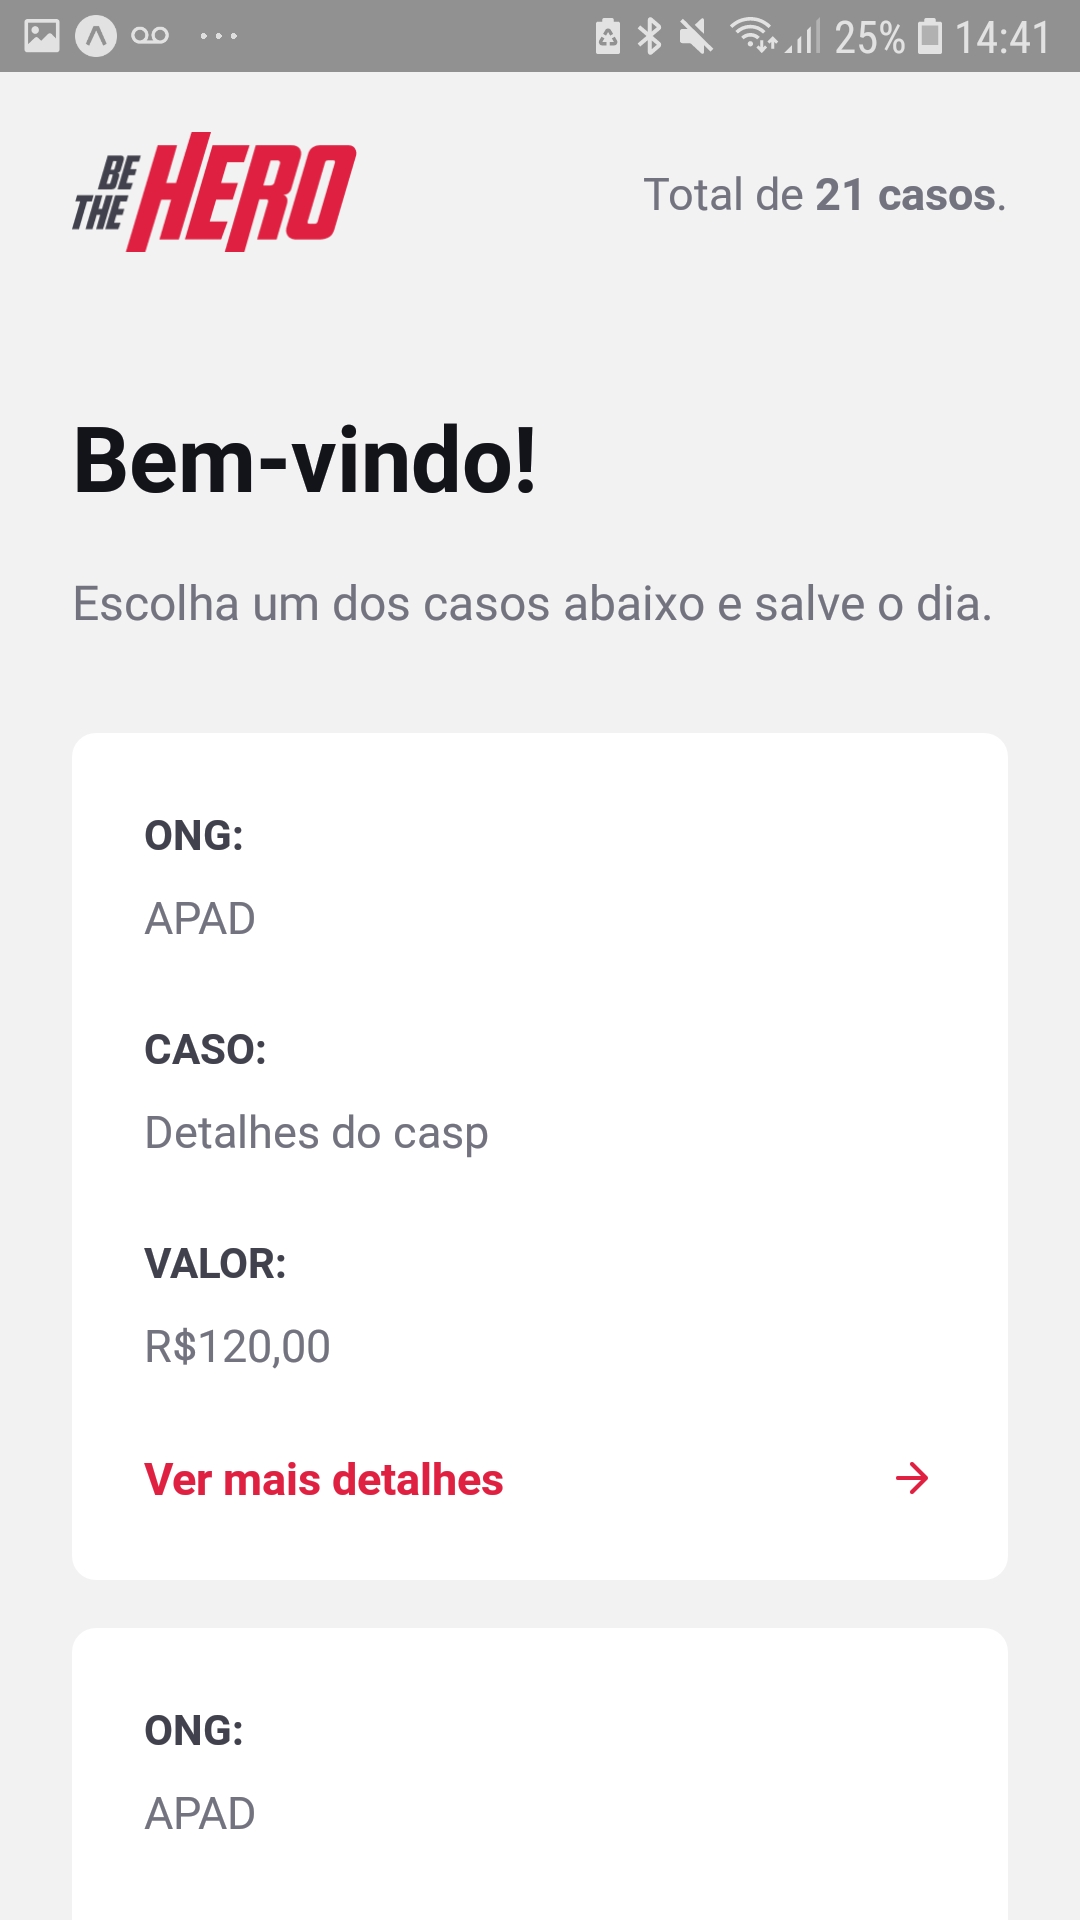 25% 14:41
BE THE HERO
Total de 21 casos.
Bem-vindo!
Escolha um dos casos abaixo e salve o dia.
ONG:
APAD
CASO:
Detalhes do casp
VALOR:
R$120,00
Ver mais detalhes
ONG:
APAD